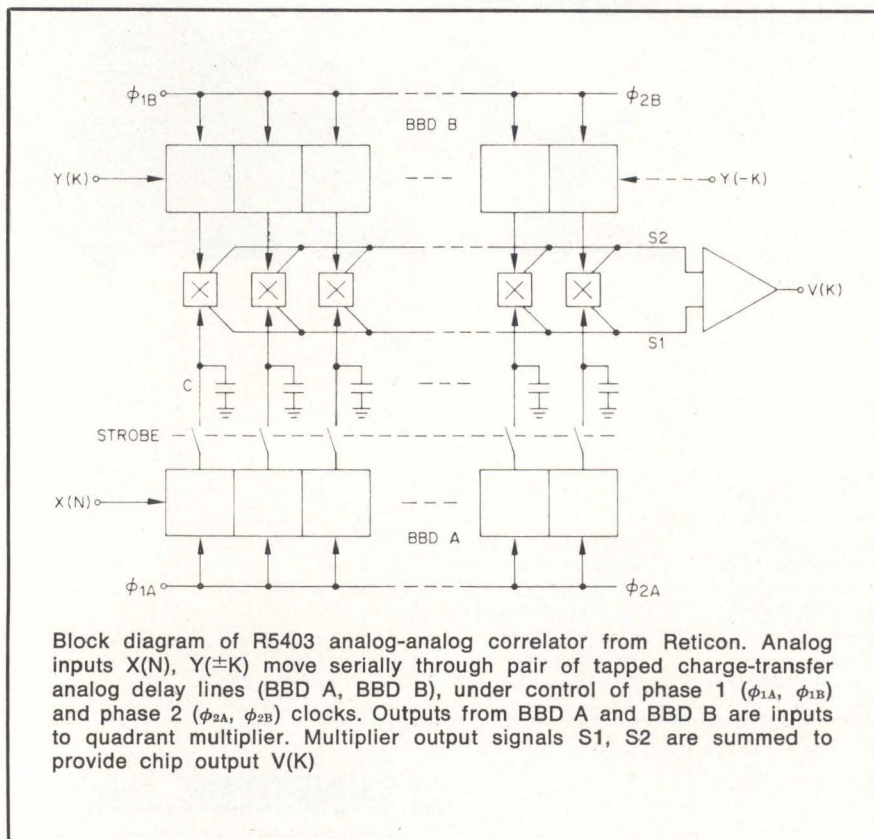 ϕ1B ϕ2B
BBD B
Y(K) Y(-K)
S2
V(K)
S1
C
STROBE
X(N)
BBD A
ϕ1A ϕ2A
Block diagram of R5403 analog-analog correlator from Reticon. Analog
inputs X(N), Y(±K) move serially through pair of tapped charge-transfer
analog delay lines (BBD A, BBD B), under control of phase 1 (ϕ1A, ϕ1B)
and phase 2 (ϕ2A, ϕ2B) clocks. Outputs from BBD A and BBD B are inputs
to quadrant multiplier. Multiplier output signals S1, S2 are summed to
provide chip output V(K)